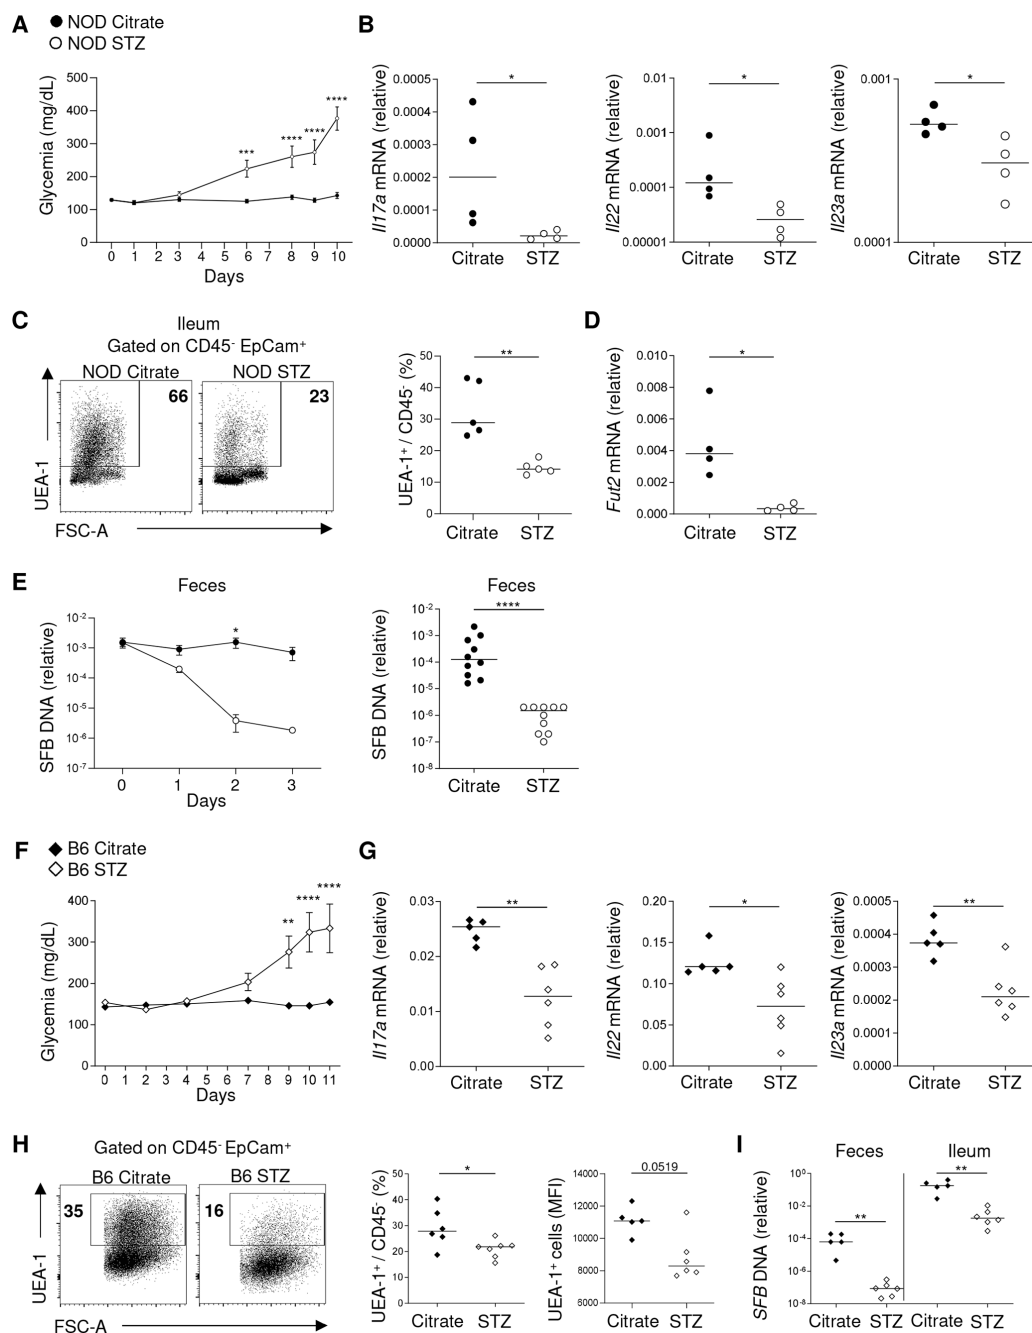 A
NOD Citrate
NOD STZ
Glycemia (mg/dL)
500
400
300
200
100
0
***
****
****
****
0 1 2 3 4 5 6 7 8 9 10
Days
B
Il17a mRNA (relative)
0.0005
0.0004
0.0003
0.0002
0.0001
0.0000
*
Citrate STZ
Il22 mRNA (relative)
0.01
0.001
0.0001
0.00001
*
Citrate STZ
Il23a mRNA (relative)
0.001
0.0001
*
Citrate STZ
C
Ileum
Gated on CD45- EpCam+
NOD Citrate NOD STZ
66 23
UEA-1
FSC-A
UEA-1+ / CD45- (%)
50
40
30
20
10
0
**
Citrate STZ
D
Fut2 mRNA (relative)
0.010
0.008
0.006
0.004
0.002
0.000
*
Citrate STZ
E
Feces
SFB DNA (relative)
10-2
10-3
10-4
10-5
10-6
10-7
*
0 1 2 3
Days
Feces
SFB DNA (relative)
10-2
10-3
10-4
10-5
10-6
10-7
10-8
****
Citrate STZ
F
B6 Citrate
B6 STZ
Glycemia (mg/dL)
400
300
200
100
0
**
****
****
0 1 2 3 4 5 6 7 8 9 10 11
Days
G
Il17a mRNA (relative)
0.03
0.02
0.01
0.00
**
Citrate STZ
Il22 mRNA (relative)
0.20
0.15
0.10
0.05
0.00
*
Citrate STZ
Il23a mRNA (relative)
0.0005
0.0004
0.0003
0.0002
0.0001
0.0000
**
Citrate STZ
H
Gated on CD45- EpCam+
B6 Citrate B6 STZ
35 16
UEA-1
FSC-A
UEA-1+ / CD45- (%)
50
40
30
20
10
0
*
Citrate STZ
UEA-1+ cells (MFI)
14000
12000
10000
8000
6000
0.0519
Citrate STZ
I
Feces Ileum
SFB DNA (relative)
100
10-2
10-4
10-6
10-8
**
**
Citrate STZ Citrate STZ